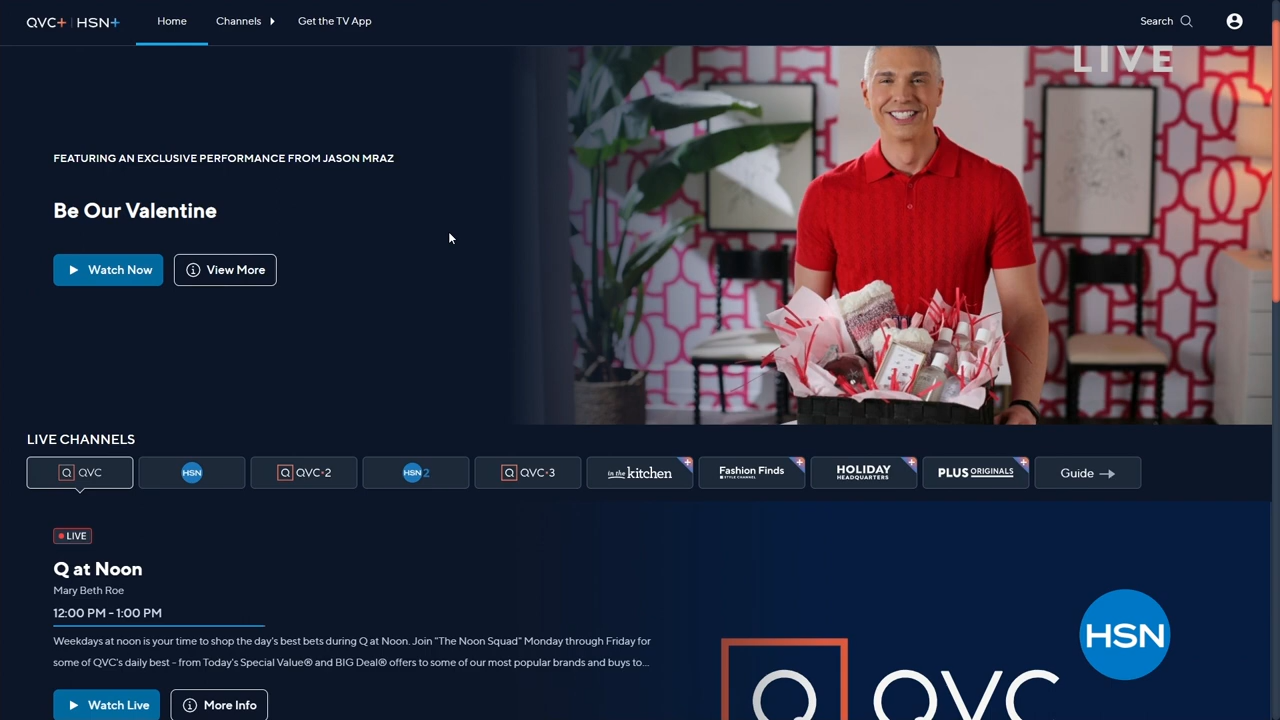 QVC+ | HSN+
Home
Channels
Get the TV App
Search
LIVE
FEATURING AN EXCLUSIVE PERFORMANCE FROM JASON MRAZ
Be Our Valentine
Watch Now
View More
LIVE CHANNELS
Q QVC
HSN
Q QVC•2
HSN2
Q QVC•3
in the kitchen +
Fashion Finds +
STYLE CHANNEL
HOLIDAY +
HEADQUARTERS
PLUS ORIGINALS +
Guide
LIVE
Q at Noon
Mary Beth Roe
12:00 PM - 1:00 PM
Weekdays at noon is your time to shop the day's best bets during Q at Noon. Join "The Noon Squad" Monday through Friday for
some of QVC's daily best - from Today's Special Value® and BIG Deal® offers to some of our most popular brands and buys to...
Watch Live
More Info
Q QVC
HSN